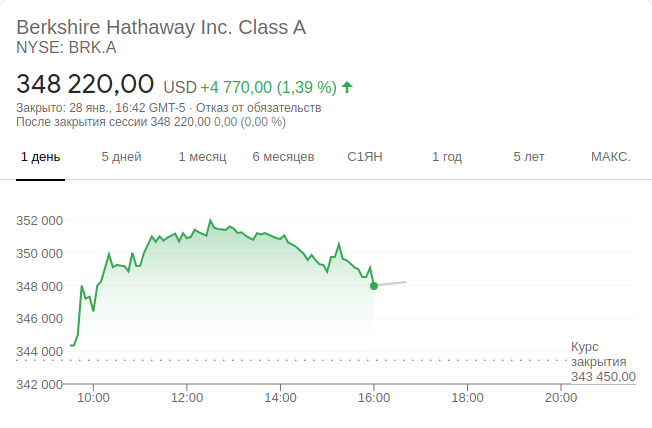 Berkshire Hathaway Inc. Class A
NYSE: BRK.A
348 220,00 USD +4 770,00 (1,39 %)
Закрыто: 28 янв., 16:42 GMT-5 · Отказ от обязательств
После закрытия сессии 348 220,00 0,00 (0,00 %)
1 день 5 дней 1 месяц 6 месяцев С1ЯН 1 год 5 лет МАКС.
352 000
350 000
348 000
346 000
344 000
342 000
Курс
закрытия
343 450,00
10:00 12:00 14:00 16:00 18:00 20:00